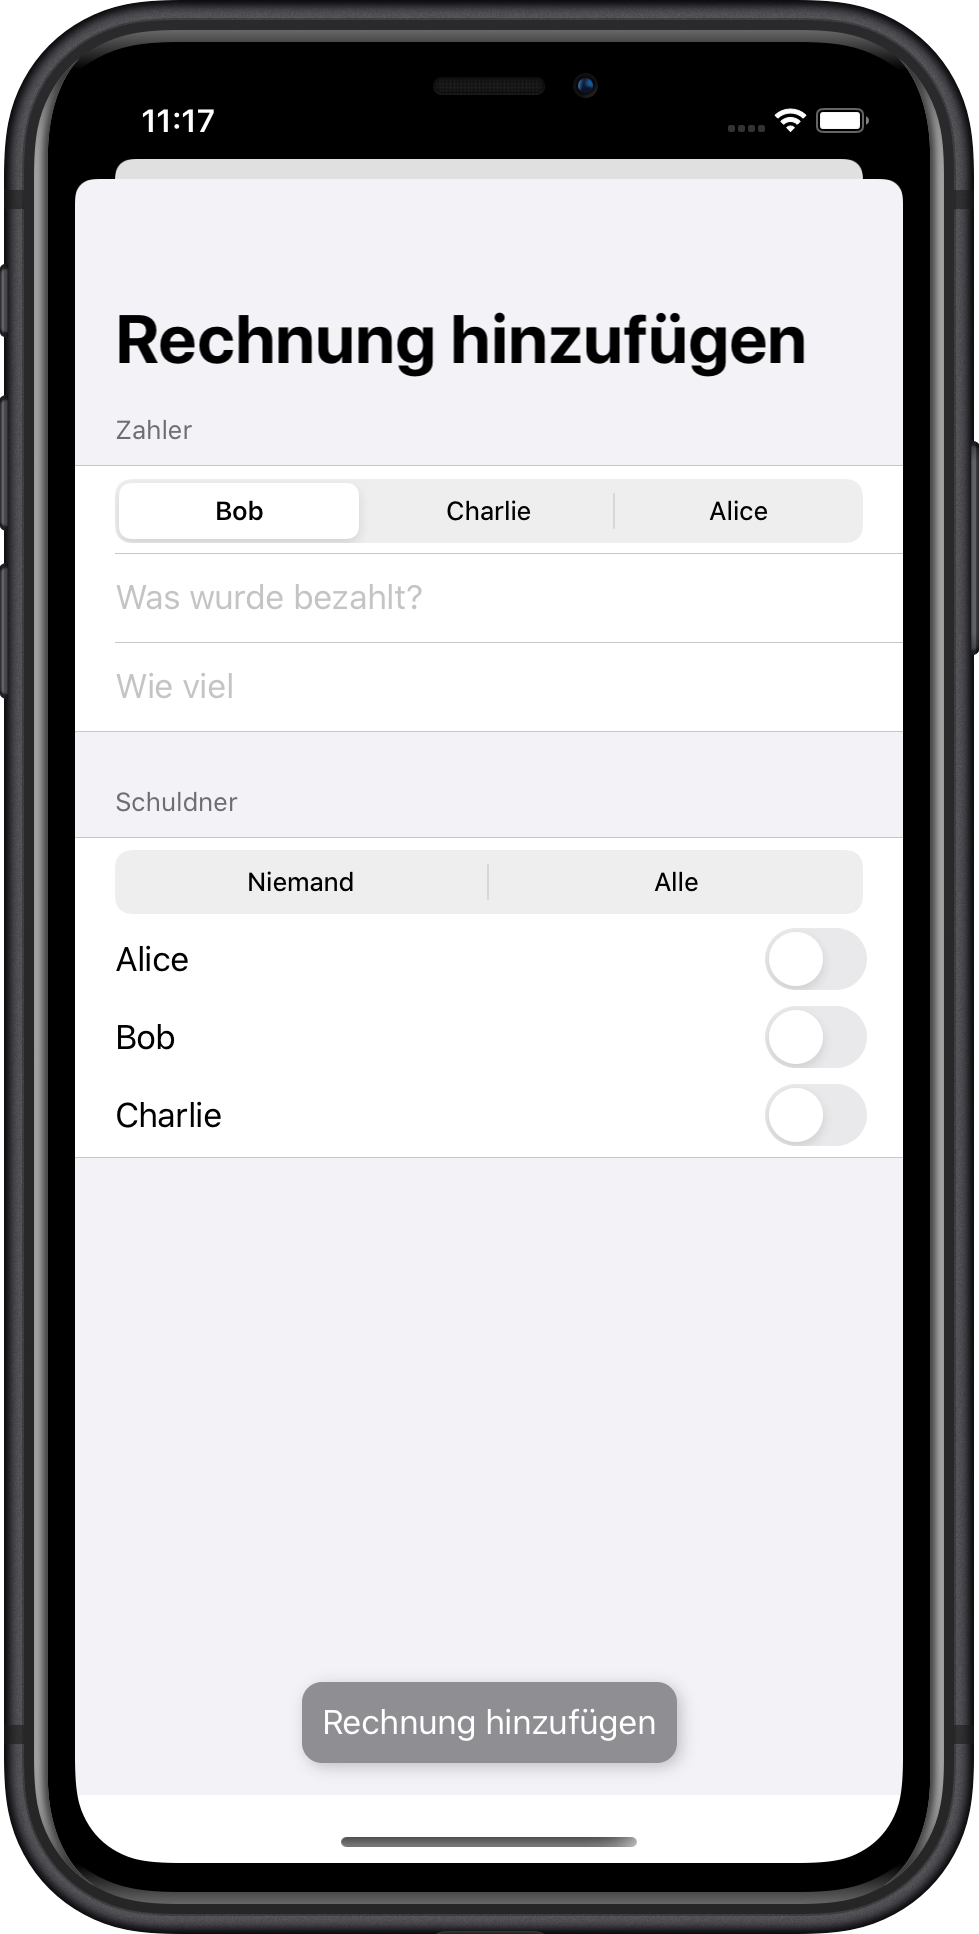 11:17
Rechnung hinzufügen
Zahler
Bob Charlie Alice
Was wurde bezahlt?
Wie viel
Schuldner
Niemand Alle
Alice
Bob
Charlie
Rechnung hinzufügen